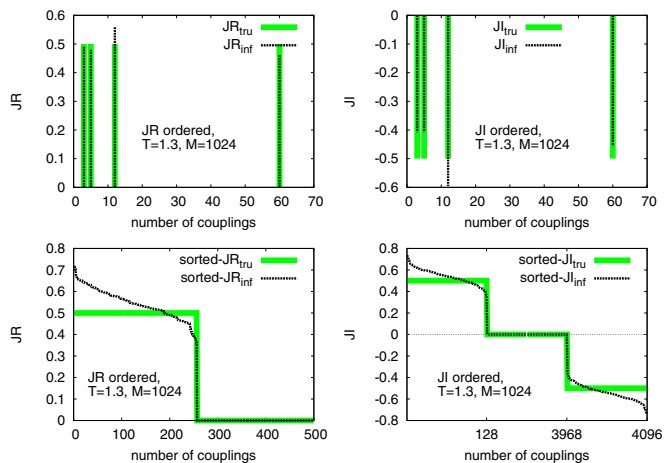 0.6
0.5
0.4
0.3
0.2
0.1
0
JR
JR_tru
JR_inf
JR ordered,
T=1.3, M=1024
0 10 20 30 40 50 60 70
number of couplings
0
-0.1
-0.2
-0.3
-0.4
-0.5
-0.6
JI
JI_tru
JI_inf
JI ordered,
T=1.3, M=1024
0 10 20 30 40 50 60 70
number of couplings
0.8
0.7
0.6
0.5
0.4
0.3
0.2
0.1
0
JR
sorted-JR_tru
sorted-JR_inf
JR ordered,
T=1.3, M=1024
0 100 200 300 400 500
number of couplings
0.8
0.6
0.4
0.2
0
-0.2
-0.4
-0.6
-0.8
JI
sorted-JI_tru
sorted-JI_inf
JI ordered,
T=1.3, M=1024
128 3968 4096
number of couplings